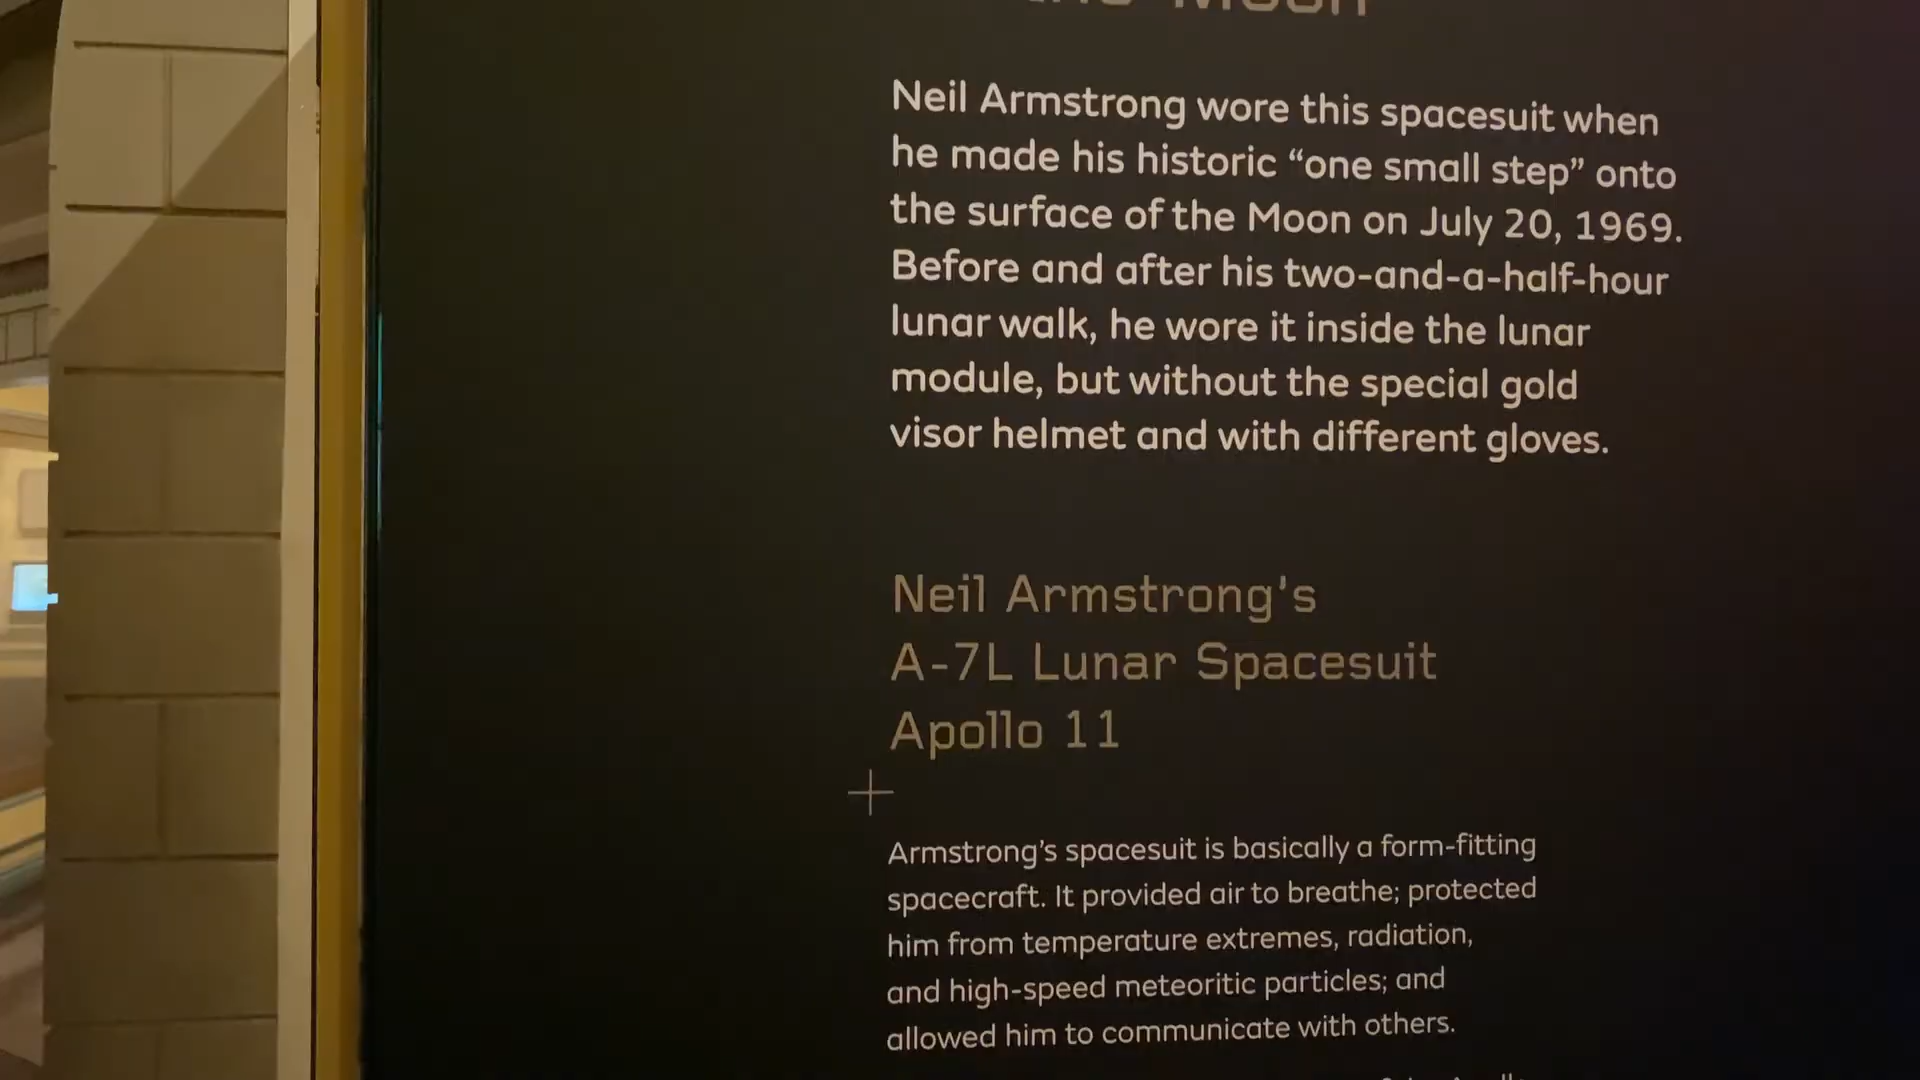 Moon
Neil Armstrong wore this spacesuit when
he made his historic “one small step” onto
the surface of the Moon on July 20, 1969.
Before and after his two-and-a-half-hour
lunar walk, he wore it inside the lunar
module, but without the special gold
visor helmet and with different gloves.
Neil Armstrong's
A-7L Lunar Spacesuit
Apollo 11
Armstrong’s spacesuit is basically a form-fitting
spacecraft. It provided air to breathe; protected
him from temperature extremes, radiation,
and high-speed meteoritic particles; and
allowed him to communicate with others.